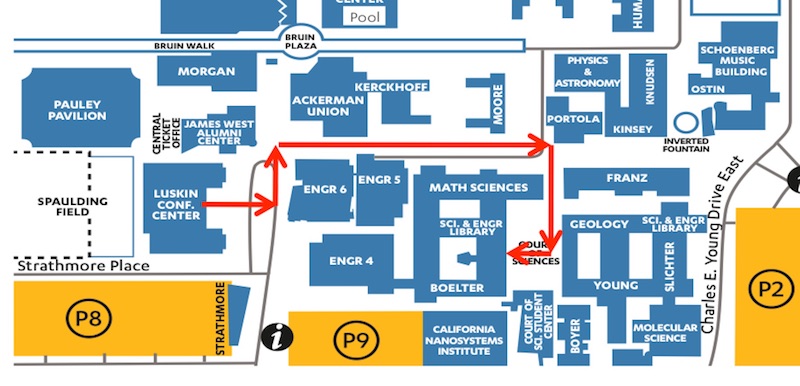 CENTER
Pool
HUM
BRUIN WALK
BRUIN
PLAZA
MORGAN
PAULEY
PAVILION
CENTRAL
TICKET
OFFICE
JAMES WEST
ALUMNI
CENTER
ACKERMAN
UNION
KERCKHOFF
MOORE
PHYSICS
&
ASTRONOMY
KNUDSEN
PORTOLA
KINSEY
SCHOENBERG
MUSIC
BUILDING
OSTIN
INVERTED
FOUNTAIN
SPAULDING
FIELD
LUSKIN
CONF.
CENTER
ENGR 6
ENGR 5
MATH SCIENCES
SCI. & ENGR
LIBRARY
ENGR 4
BOELTER
COURT
OF
SCIENCES
FRANZ
GEOLOGY
SCI. & ENGR
LIBRARY
SLICHTER
YOUNG
Charles E. Young Drive East
Strathmore Place
P8
STRATHMORE
i
P9
CALIFORNIA
NANOSYSTEMS
INSTITUTE
COURT OF
SCI. STUDENT
CENTER
BOYER
MOLECULAR
SCIENCE
P2